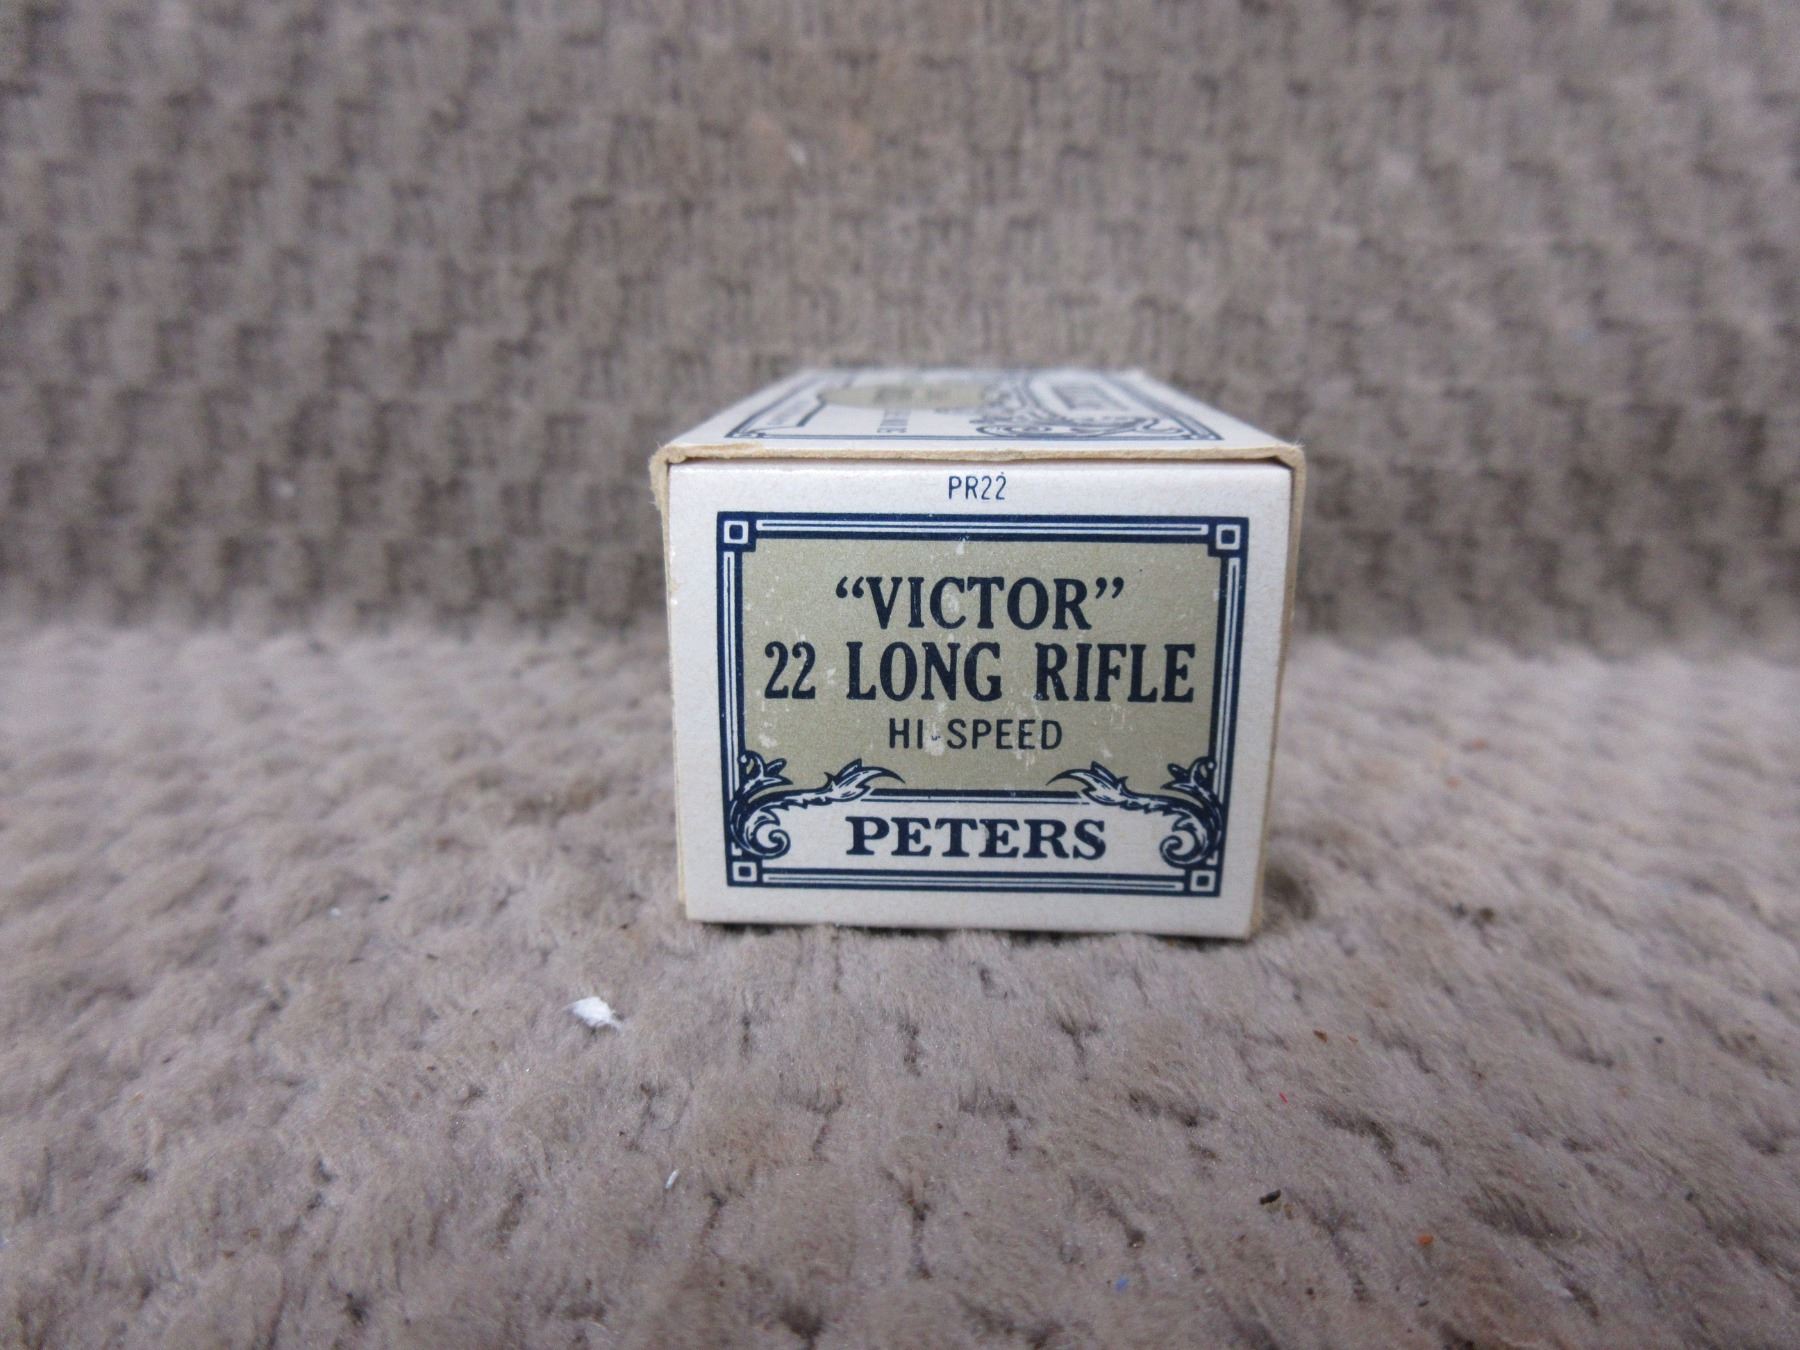 PR22
“VICTOR”
22 LONG RIFLE
HI-SPEED
PETERS